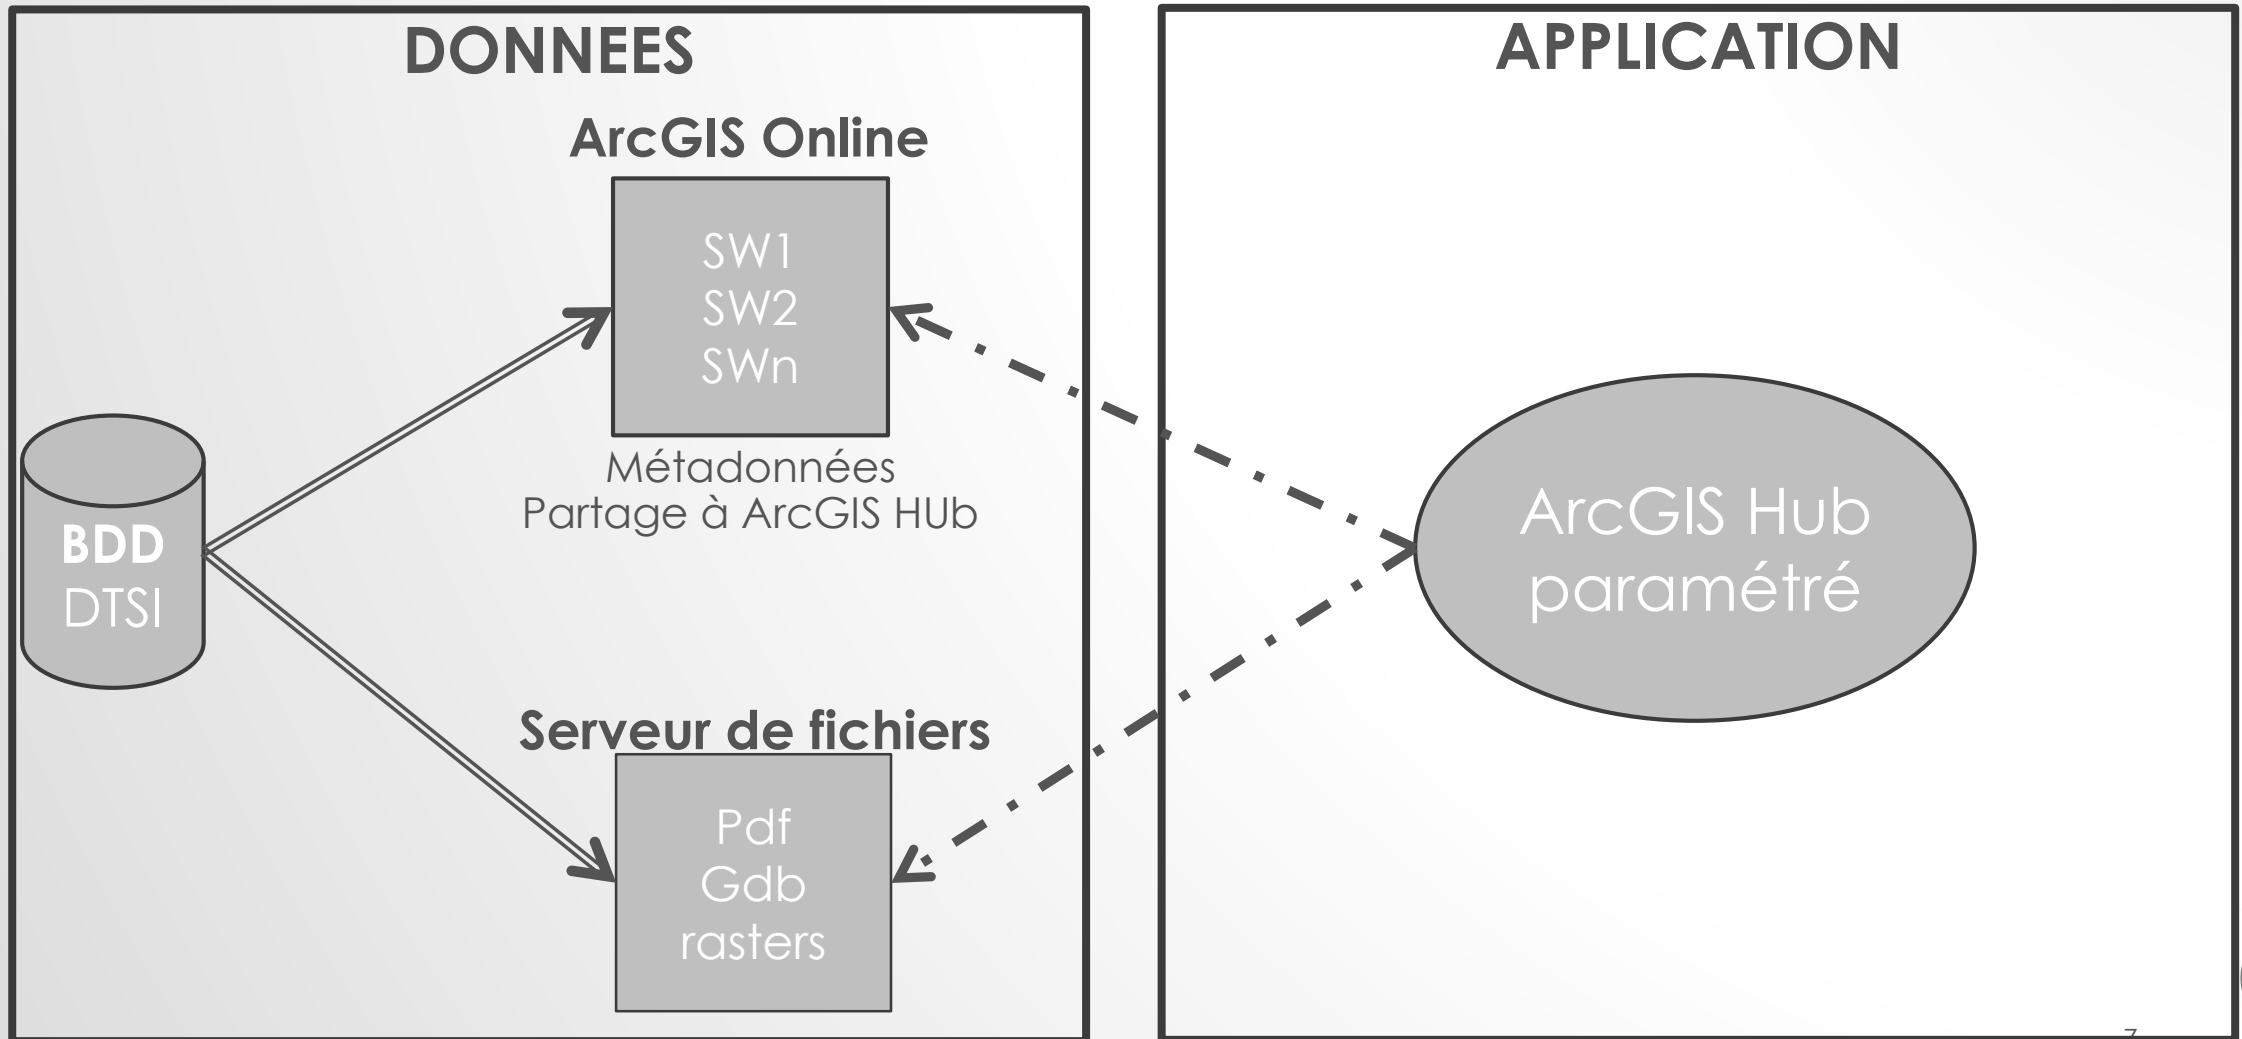 DONNEES
ArcGIS Online
SW1
SW2
SWn
Métadonnées
Partage à ArcGIS HUb
BDD
DTSI
Serveur de fichiers
Pdf
Gdb
rasters
APPLICATION
ArcGIS Hub
paramétré
7